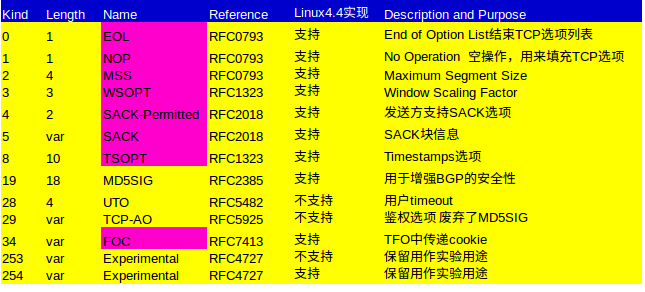 Kind Length Name Reference Linux4.4实现 Description and Purpose
0 1 EOL RFC0793 支持 End of Option List结束TCP选项列表
1 1 NOP RFC0793 支持 No Operation 空操作，用来填充TCP选项
2 4 MSS RFC0793 支持 Maximum Segment Size
3 3 WSOPT RFC1323 支持 Window Scaling Factor
4 2 SACK-Permitted RFC2018 支持 发送方支持SACK选项
5 var SACK RFC2018 支持 SACK块信息
8 10 TSOPT RFC1323 支持 Timestamps选项
19 18 MD5SIG RFC2385 支持 用于增强BGP的安全性
28 4 UTO RFC5482 不支持 用户timeout
29 var TCP-AO RFC5925 不支持 鉴权选项 废弃了MD5SIG
34 var FOC RFC7413 支持 TFO中传递cookie
253 var Experimental RFC4727 不支持 保留用作实验用途
254 var Experimental RFC4727 支持 保留用作实验用途